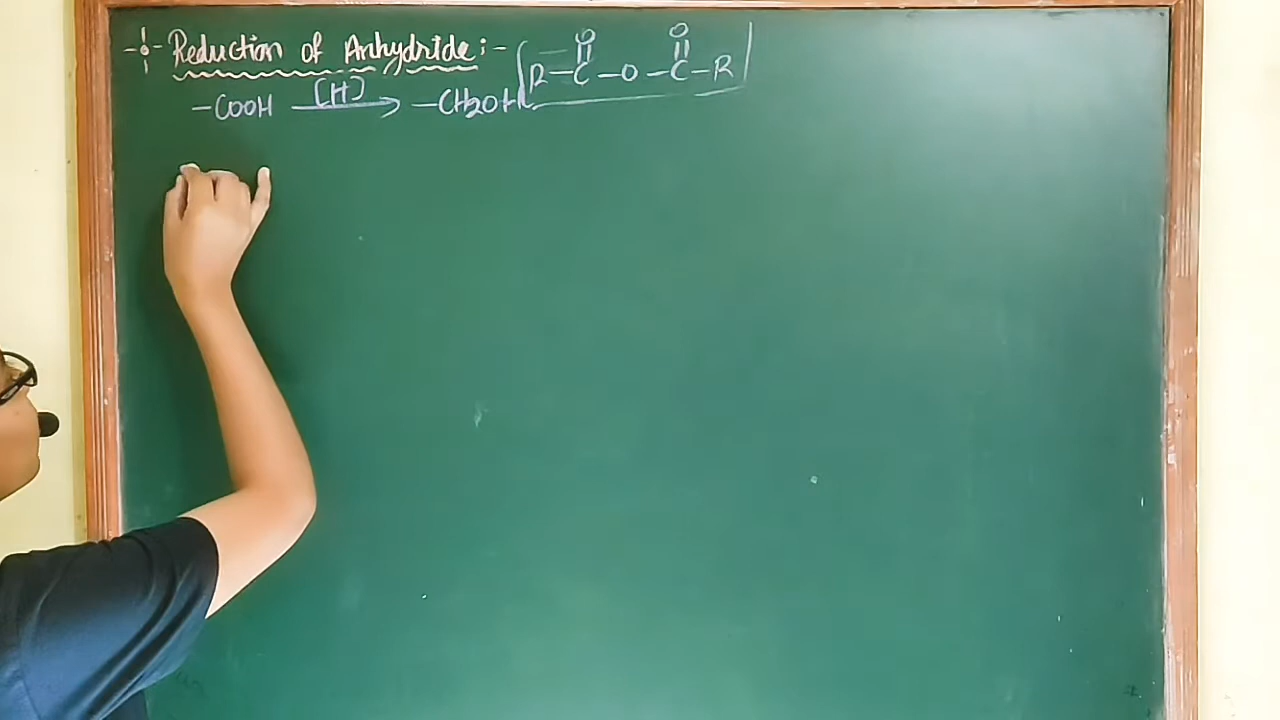 Reduction of Anhydride :-
O O
|| ||
R-C-O-C-R
-COOH [H] → -CH2OH